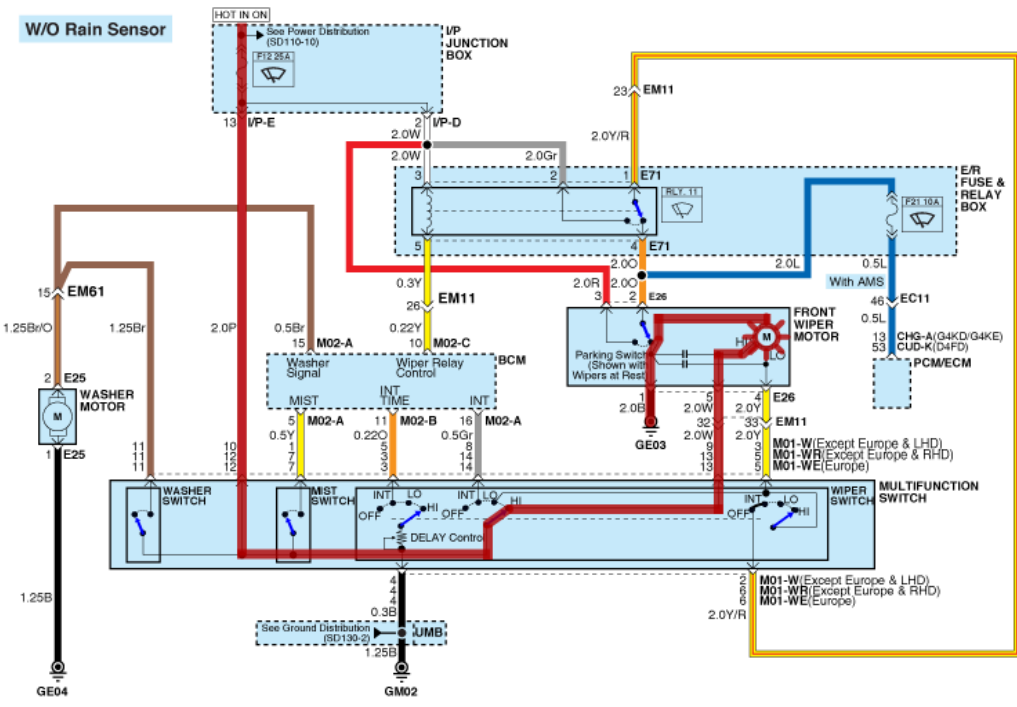 W/O Rain Sensor
HOT IN ON
See Power Distribution
(SD110-10)
F12 25A
I/P
JUNCTION
BOX
13 I/P-E
2 I/P-D
2.0W
2.0W
2.0Gr
23 EM11
2.0Y/R
3
2
1 E71
RLY. 11
E/R
FUSE &
RELAY
BOX
F21 10A
5
4 E71
2.0O
2.0O
2.0R
2.0L
0.5L
With AMS
0.3Y
26 EM11
0.22Y
10 M02-C
15 EM61
1.25Br/O
1.25Br
2.0P
0.5Br
15 M02-A
3
2 E26
FRONT
WIPER
MOTOR
Parking Switch
(Shown with
Wipers at Rest)
M
HI
LO
46 EC11
0.5L
13 CHG-A(G4KD/G4KE)
53 CUD-K(D4FD)
PCM/ECM
BCM
Washer
Signal
Wiper Relay
Control
MIST
INT
TIME
INT
2 E25
WASHER
MOTOR
M
1 E25
5 M02-A
11 M02-B
16 M02-A
0.5Y
0.22O
0.5Gr
1
2.0B
GE03
5
2.0W
32
2.0W
4 E26
2.0Y
33 EM11
2.0Y
11
11
11
10
12
12
1
7
7
5
3
3
8
14
14
9
13
13
3 M01-W(Except Europe & LHD)
5 M01-WR(Except Europe & RHD)
5 M01-WE(Europe)
WASHER
SWITCH
MIST
SWITCH
INT
LO
HI
OFF
INT
LO
HI
OFF
DELAY Control
WIPER
SWITCH
INT
LO
HI
OFF
MULTIFUNCTION
SWITCH
1.25B
4
4
4
0.3B
2 M01-W(Except Europe & LHD)
6 M01-WR(Except Europe & RHD)
6 M01-WE(Europe)
2.0Y/R
See Ground Distribution
(SD130-2)
UMB
1.25B
GE04
GM02